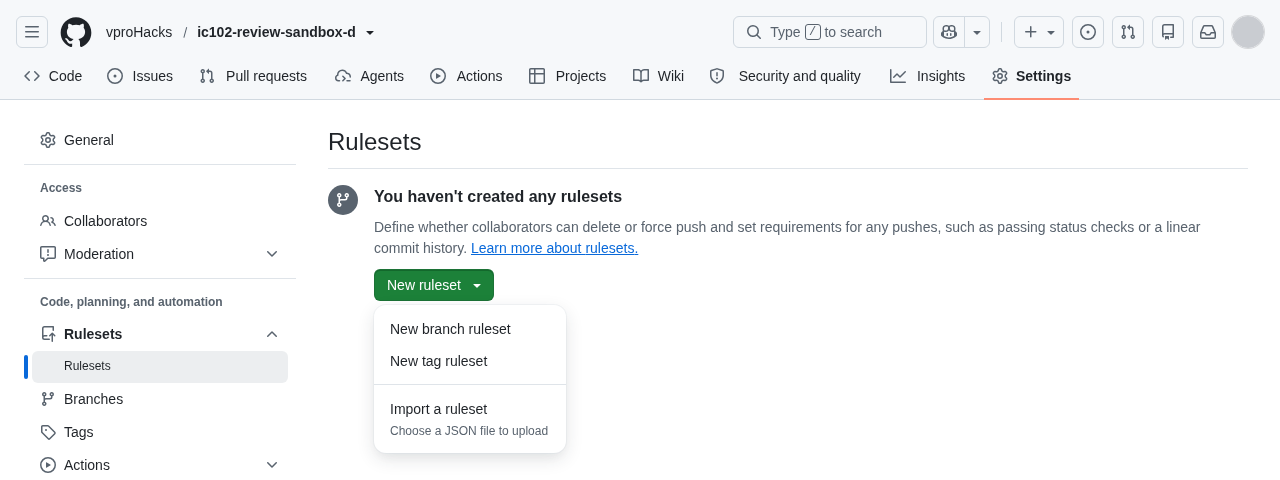 vproHacks / ic102-review-sandbox-d
Type / to search
Code Issues Pull requests Agents Actions Projects Wiki Security and quality Insights Settings
General
Access
Collaborators
Moderation
Code, planning, and automation
Rulesets
Rulesets
Branches
Tags
Actions
Rulesets
You haven't created any rulesets
Define whether collaborators can delete or force push and set requirements for any pushes, such as passing status checks or a linear
commit history. Learn more about rulesets.
New ruleset
New branch ruleset
New tag ruleset
Import a ruleset
Choose a JSON file to upload